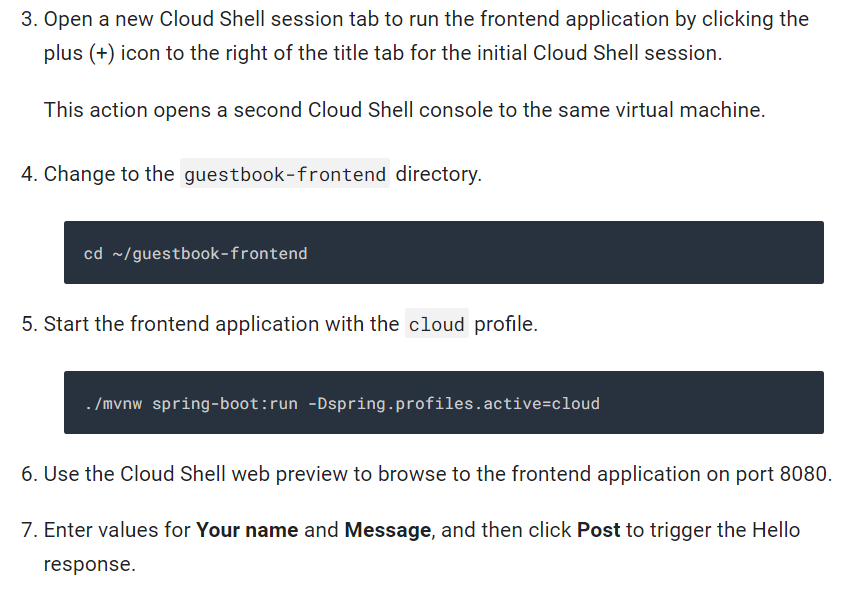 3. Open a new Cloud Shell session tab to run the frontend application by clicking the
plus (+) icon to the right of the title tab for the initial Cloud Shell session.
This action opens a second Cloud Shell console to the same virtual machine.
4. Change to the guestbook-frontend directory.
cd ~/guestbook-frontend
5. Start the frontend application with the cloud profile.
./mvnw spring-boot:run -Dspring.profiles.active=cloud
6. Use the Cloud Shell web preview to browse to the frontend application on port 8080.
7. Enter values for Your name and Message, and then click Post to trigger the Hello
response.